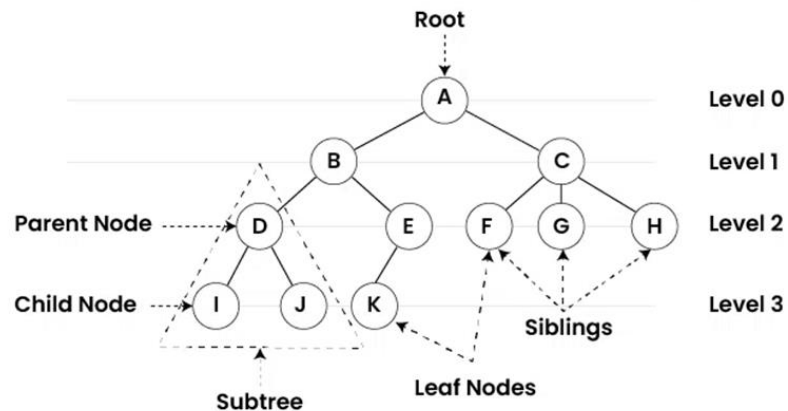 Root
A
Level 0
B
C
Level 1
Parent Node
D
E
F
G
H
Level 2
Child Node
I
J
K
Level 3
Siblings
Leaf Nodes
Subtree